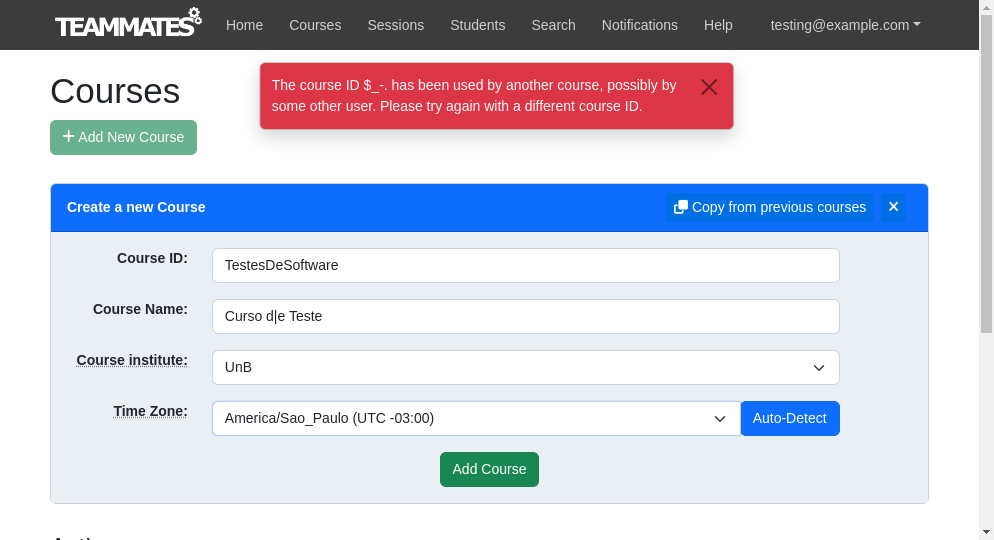 TEAMMATES Home Courses Sessions Students Search Notifications Help testing@example.com
The course ID $_-. has been used by another course, possibly by
some other user. Please try again with a different course ID.
Courses
Add New Course
Create a new Course Copy from previous courses
Course ID: TestesDeSoftware
Course Name: Curso d|e Teste
Course institute: UnB
Time Zone: America/Sao_Paulo (UTC -03:00) Auto-Detect
Add Course